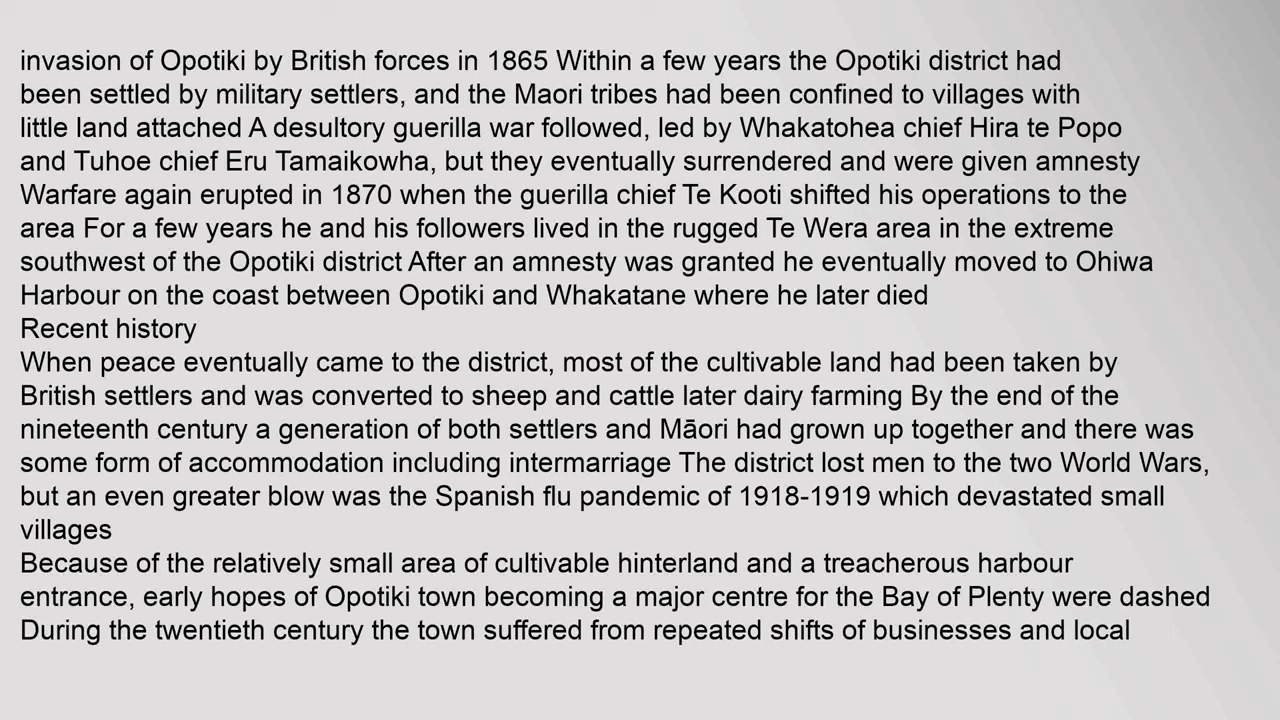 invasion of Opotiki by British forces in 1865 Within a few years the Opotiki district had
been settled by military settlers, and the Maori tribes had been confined to villages with
little land attached A desultory guerilla war followed, led by Whakatohea chief Hira te Popo
and Tuhoe chief Eru Tamaikowha, but they eventually surrendered and were given amnesty
Warfare again erupted in 1870 when the guerilla chief Te Kooti shifted his operations to the
area For a few years he and his followers lived in the rugged Te Wera area in the extreme
southwest of the Opotiki district After an amnesty was granted he eventually moved to Ohiwa
Harbour on the coast between Opotiki and Whakatane where he later died
Recent history
When peace eventually came to the district, most of the cultivable land had been taken by
British settlers and was converted to sheep and cattle later dairy farming By the end of the
nineteenth century a generation of both settlers and Māori had grown up together and there was
some form of accommodation including intermarriage The district lost men to the two World Wars,
but an even greater blow was the Spanish flu pandemic of 1918-1919 which devastated small
villages
Because of the relatively small area of cultivable hinterland and a treacherous harbour
entrance, early hopes of Opotiki town becoming a major centre for the Bay of Plenty were dashed
During the twentieth century the town suffered from repeated shifts of businesses and local